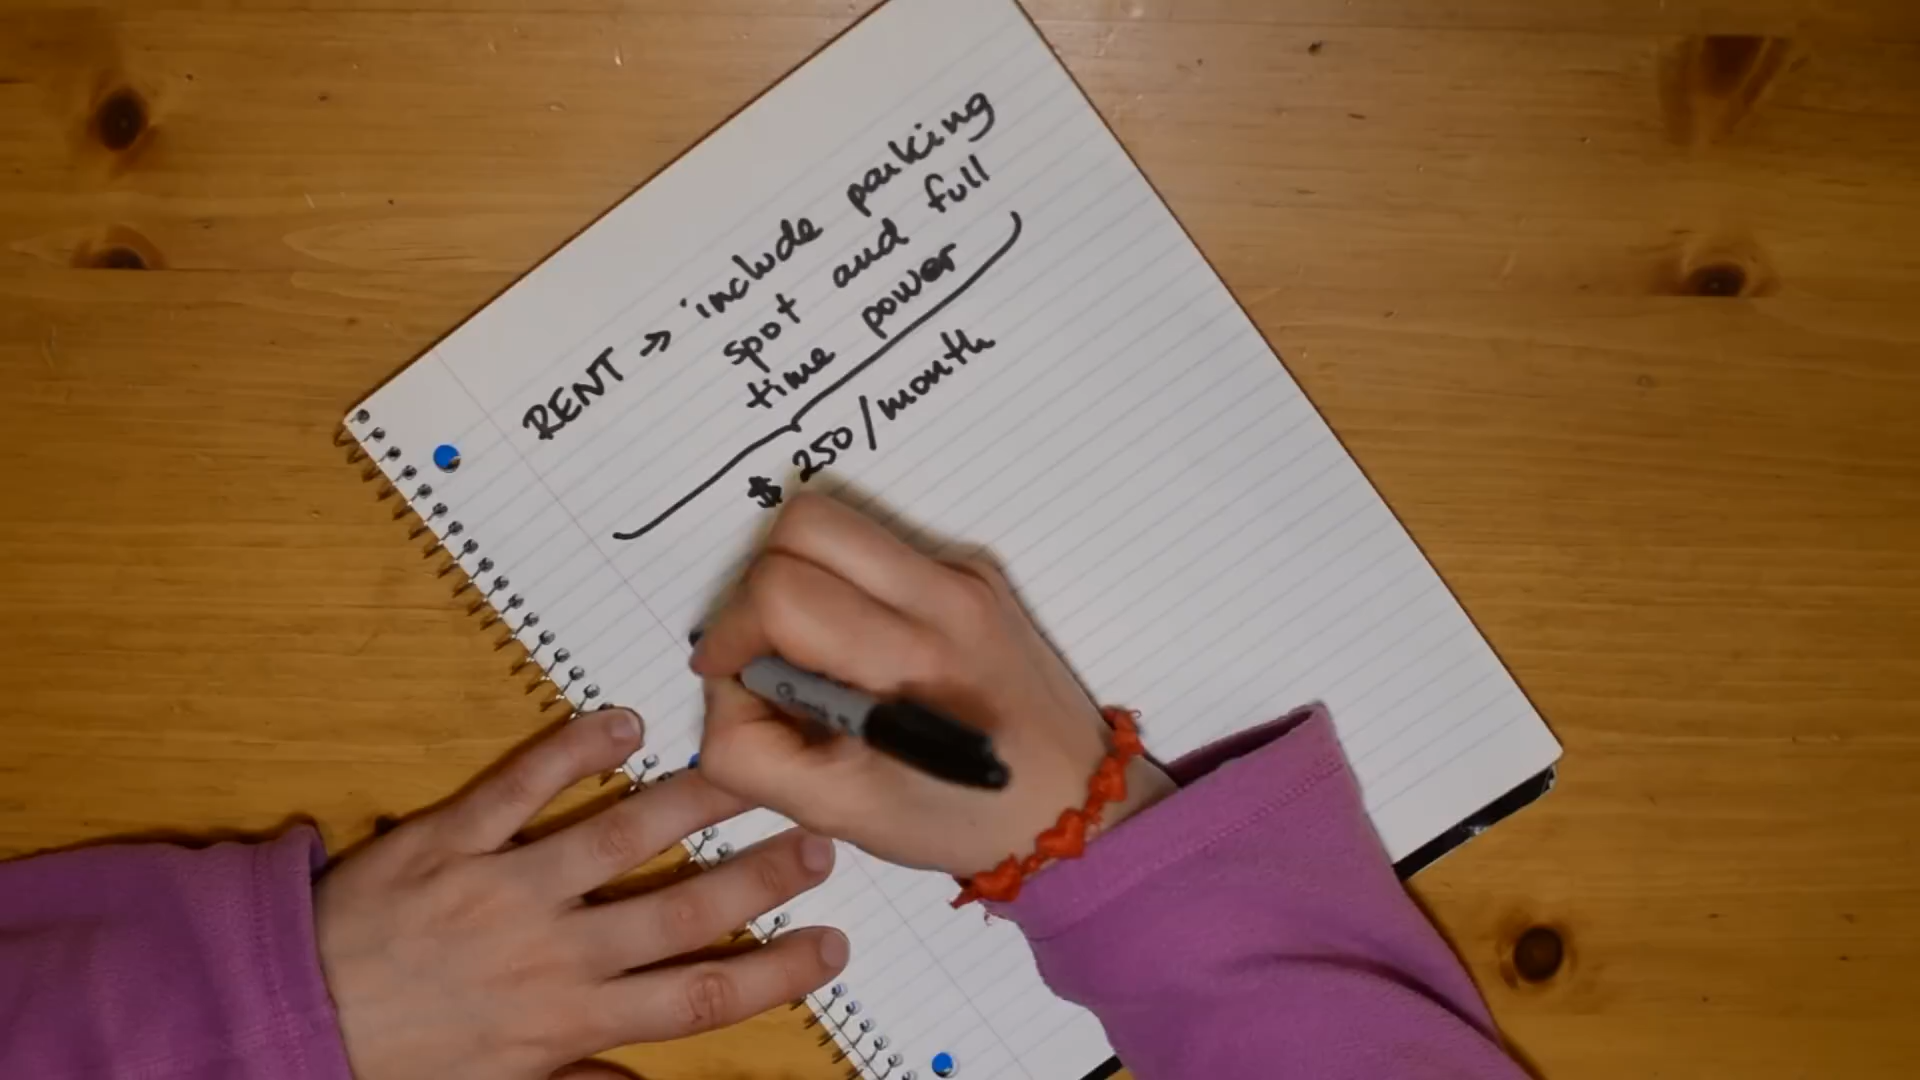 RENT → include parking
spot and full
time power
$ 250/month